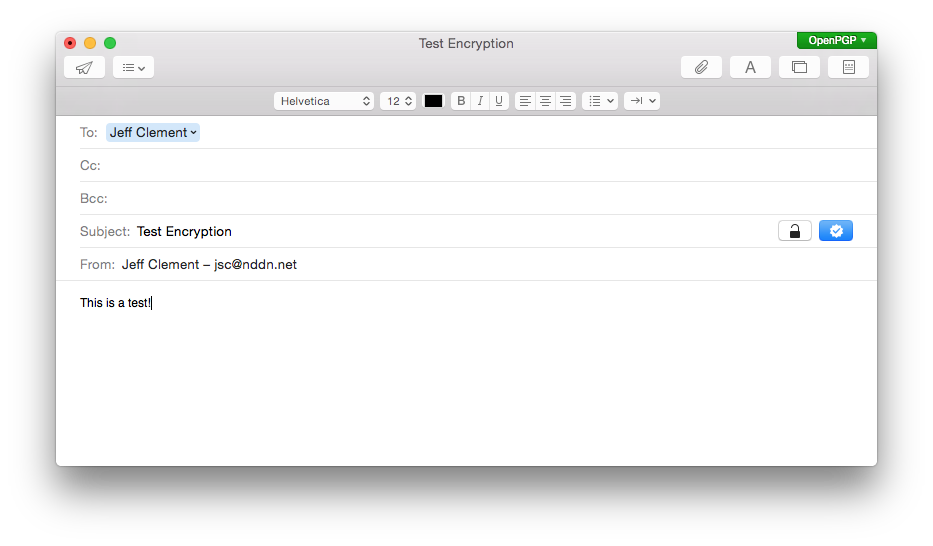 Test Encryption
OpenPGP
A
Helvetica 12 B I U
To: Jeff Clement
Cc:
Bcc:
Subject: Test Encryption
From: Jeff Clement – jsc@nddn.net
This is a test!